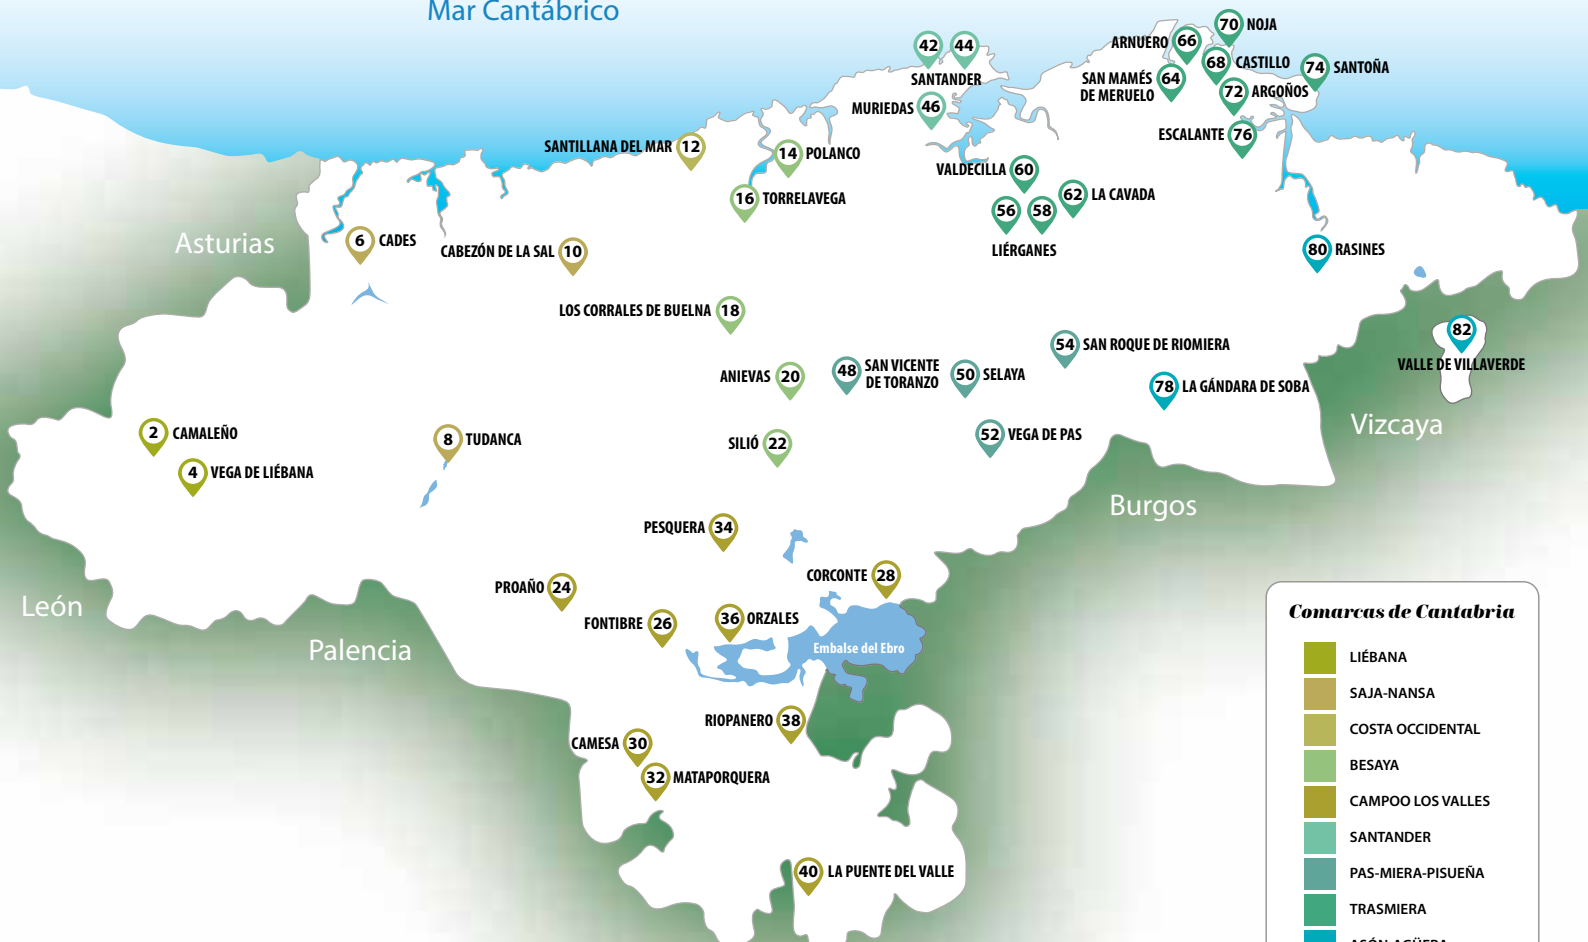 Mar Cantábrico
70 NOJA
ARNUERO 66
42 44
SANTANDER
68 CASTILLO
74 SANTOÑA
SAN MAMÉS
DE MERUELO
64
72 ARGOÑOS
MURIEDAS 46
ESCALANTE 76
SANTILLANA DEL MAR 12
14 POLANCO
VALDECILLA 60
16 TORRELAVEGA
62 LA CAVADA
56 58
LIÉRGANES
Asturias
6 CADES
CABEZÓN DE LA SAL 10
80 RASINES
LOS CORRALES DE BUELNA 18
82
VALLE DE VILLAVERDE
54 SAN ROQUE DE RIOMIERA
ANIEVAS 20
48 SAN VICENTE
DE TORANZO
50 SELAYA
78 LA GÁNDARA DE SOBA
Vizcaya
2 CAMALEÑO
8 TUDANCA
SILIÓ 22
52 VEGA DE PAS
4 VEGA DE LIÉBANA
Burgos
PESQUERA 34
PROAÑO 24
CORCONTE 28
León
FONTIBRE 26
36 ORZALES
Palencia
Embalse del Ebro
RIOPANERO 38
CAMESA 30
32 MATAPORQUERA
40 LA PUENTE DEL VALLE
Comarcas de Cantabria
LIÉBANA
SAJA-NANSA
COSTA OCCIDENTAL
BESAYA
CAMPOO LOS VALLES
SANTANDER
PAS-MIERA-PISUEÑA
TRASMIERA
ASÓN-AGÜERA